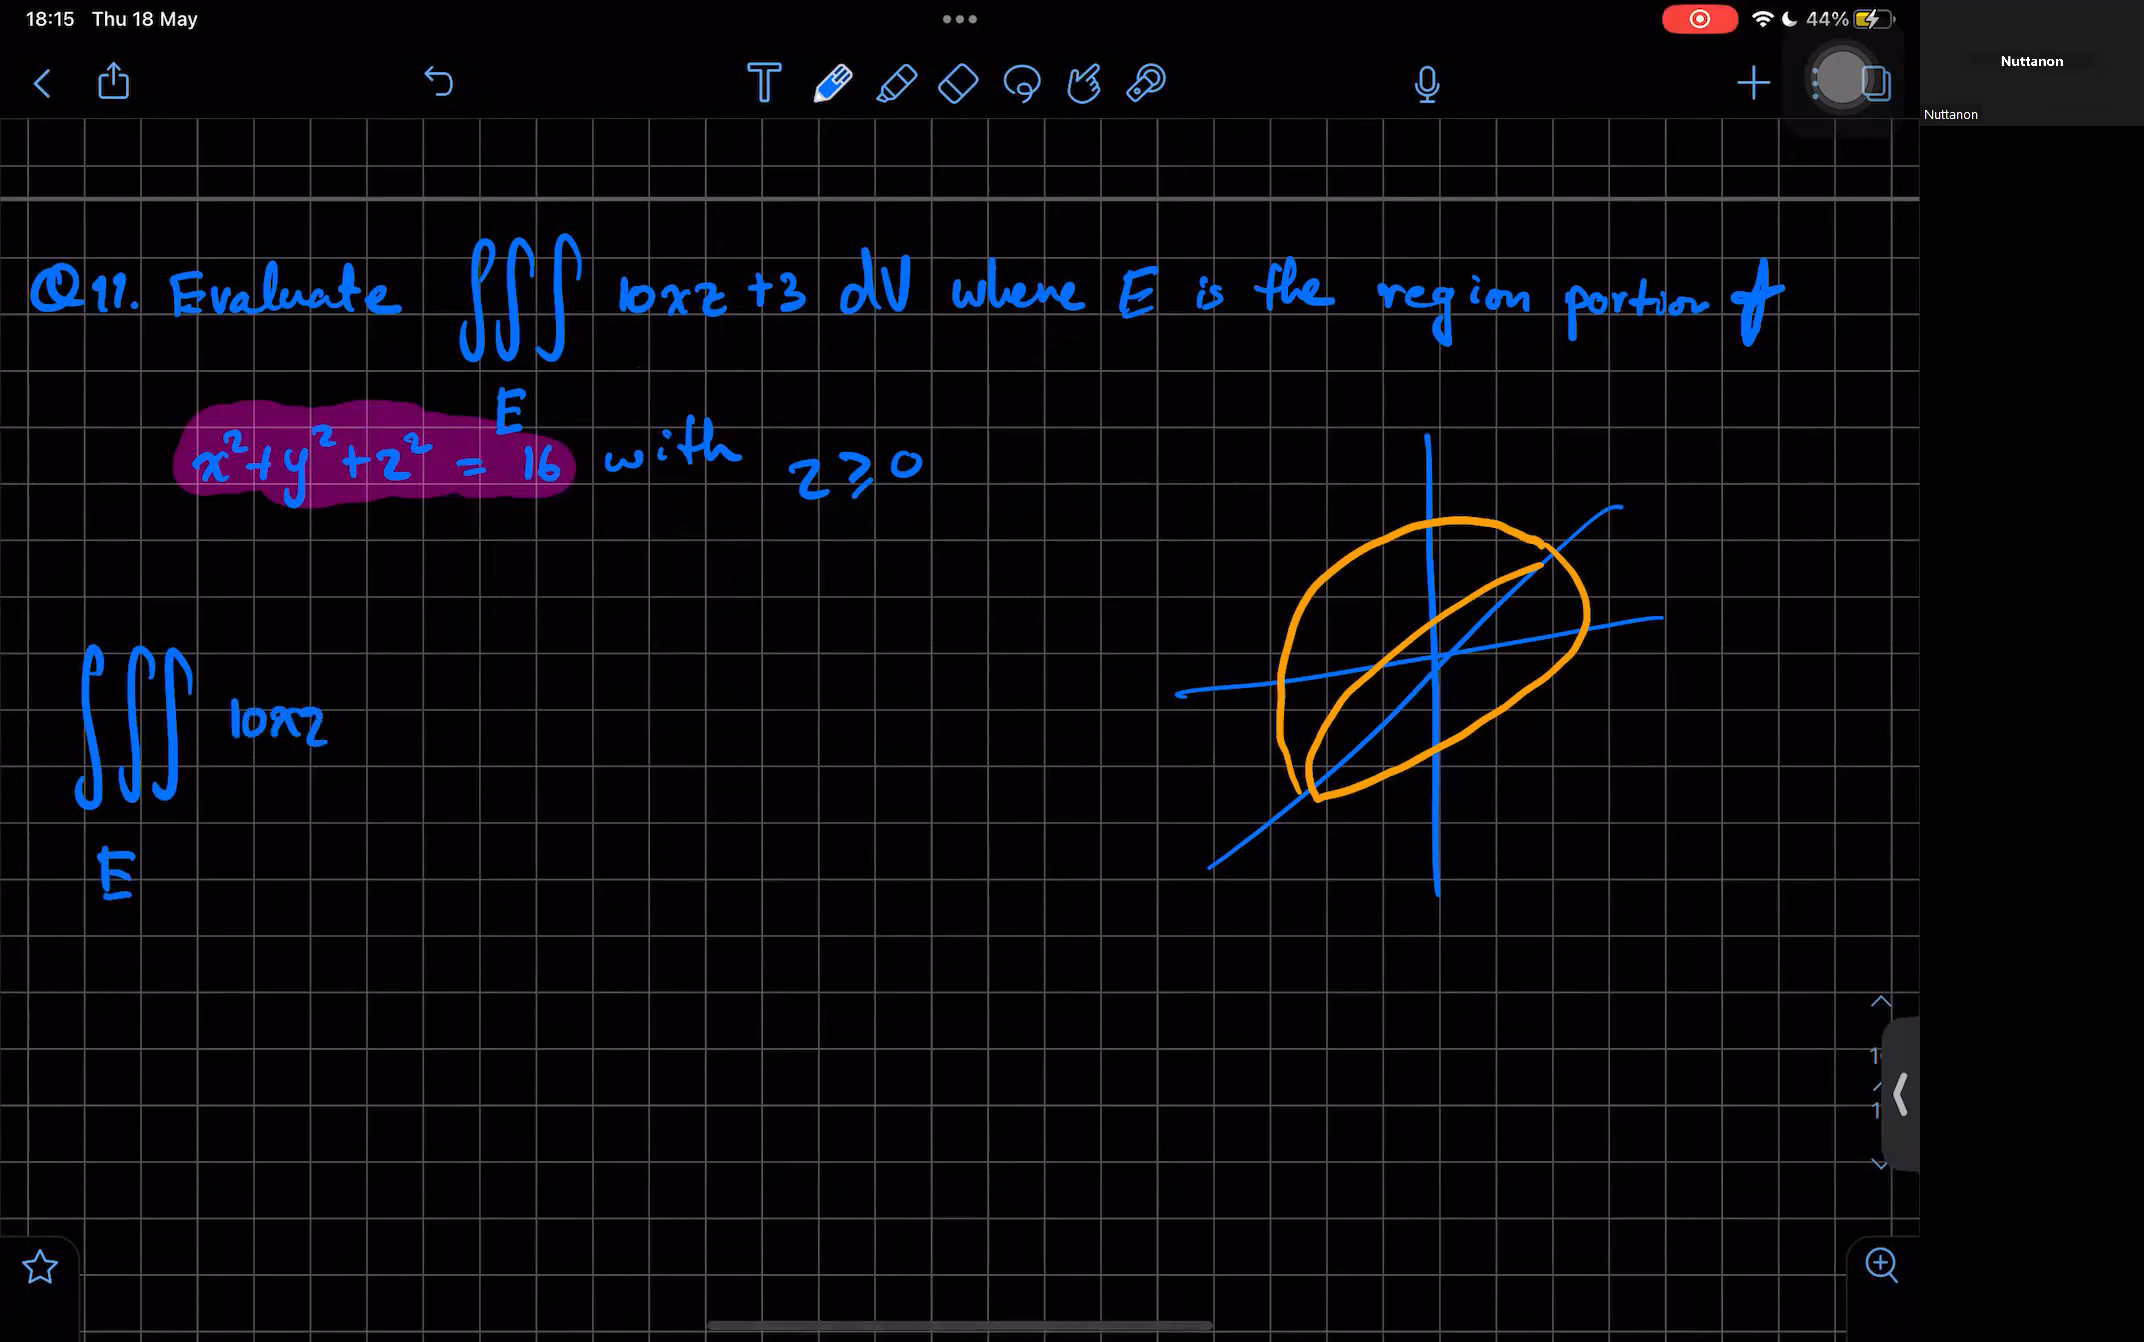 18:15 Thu 18 May
44%
Nuttanon
Nuttanon
Q11. Evaluate ∭ 10xz +3 dV where E is the region portion of
E
x²+y²+z² = 16 with z ≥ 0
∭ 10xz
E